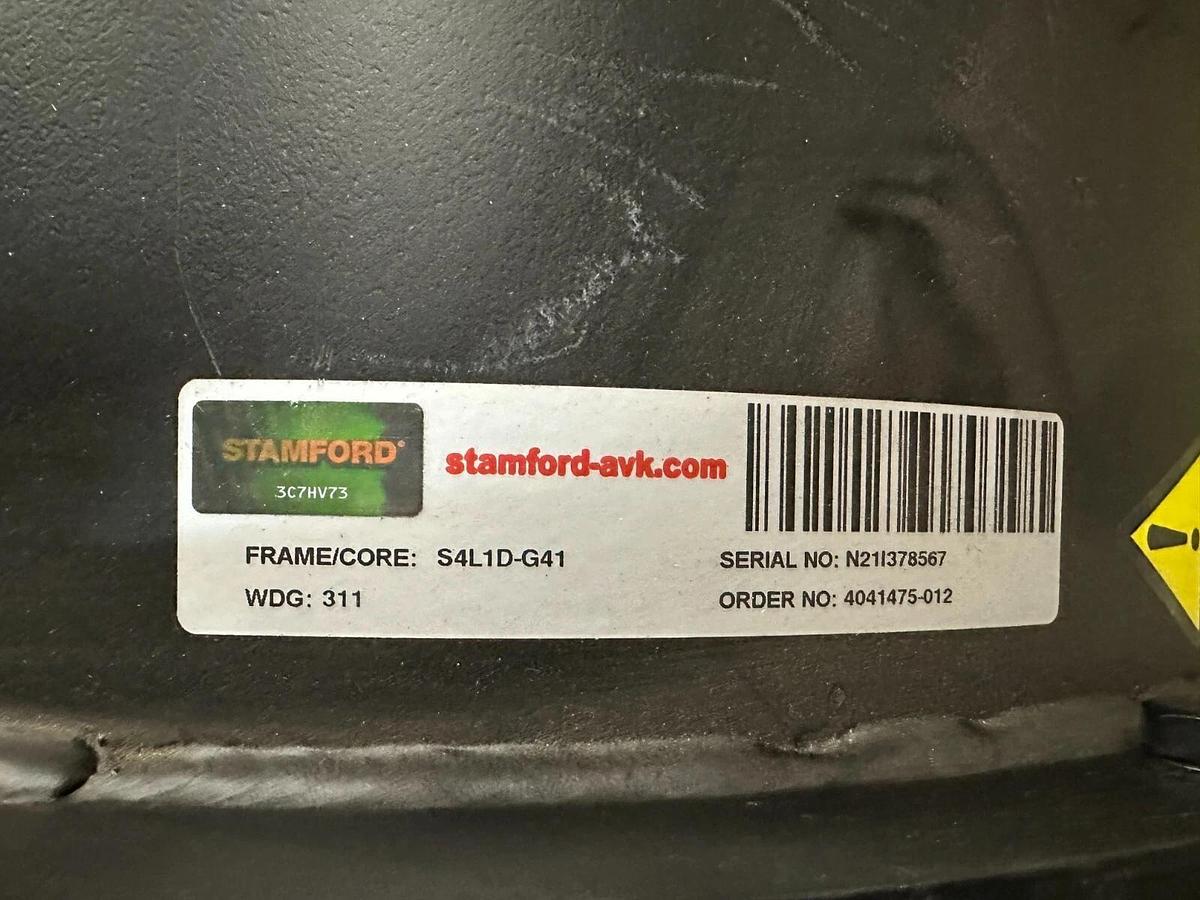 STAMFORD®
3C7HV73
stamford-avk.com
FRAME/CORE: S4L1D-G41
WDG: 311
SERIAL NO: N21I378567
ORDER NO: 4041475-012